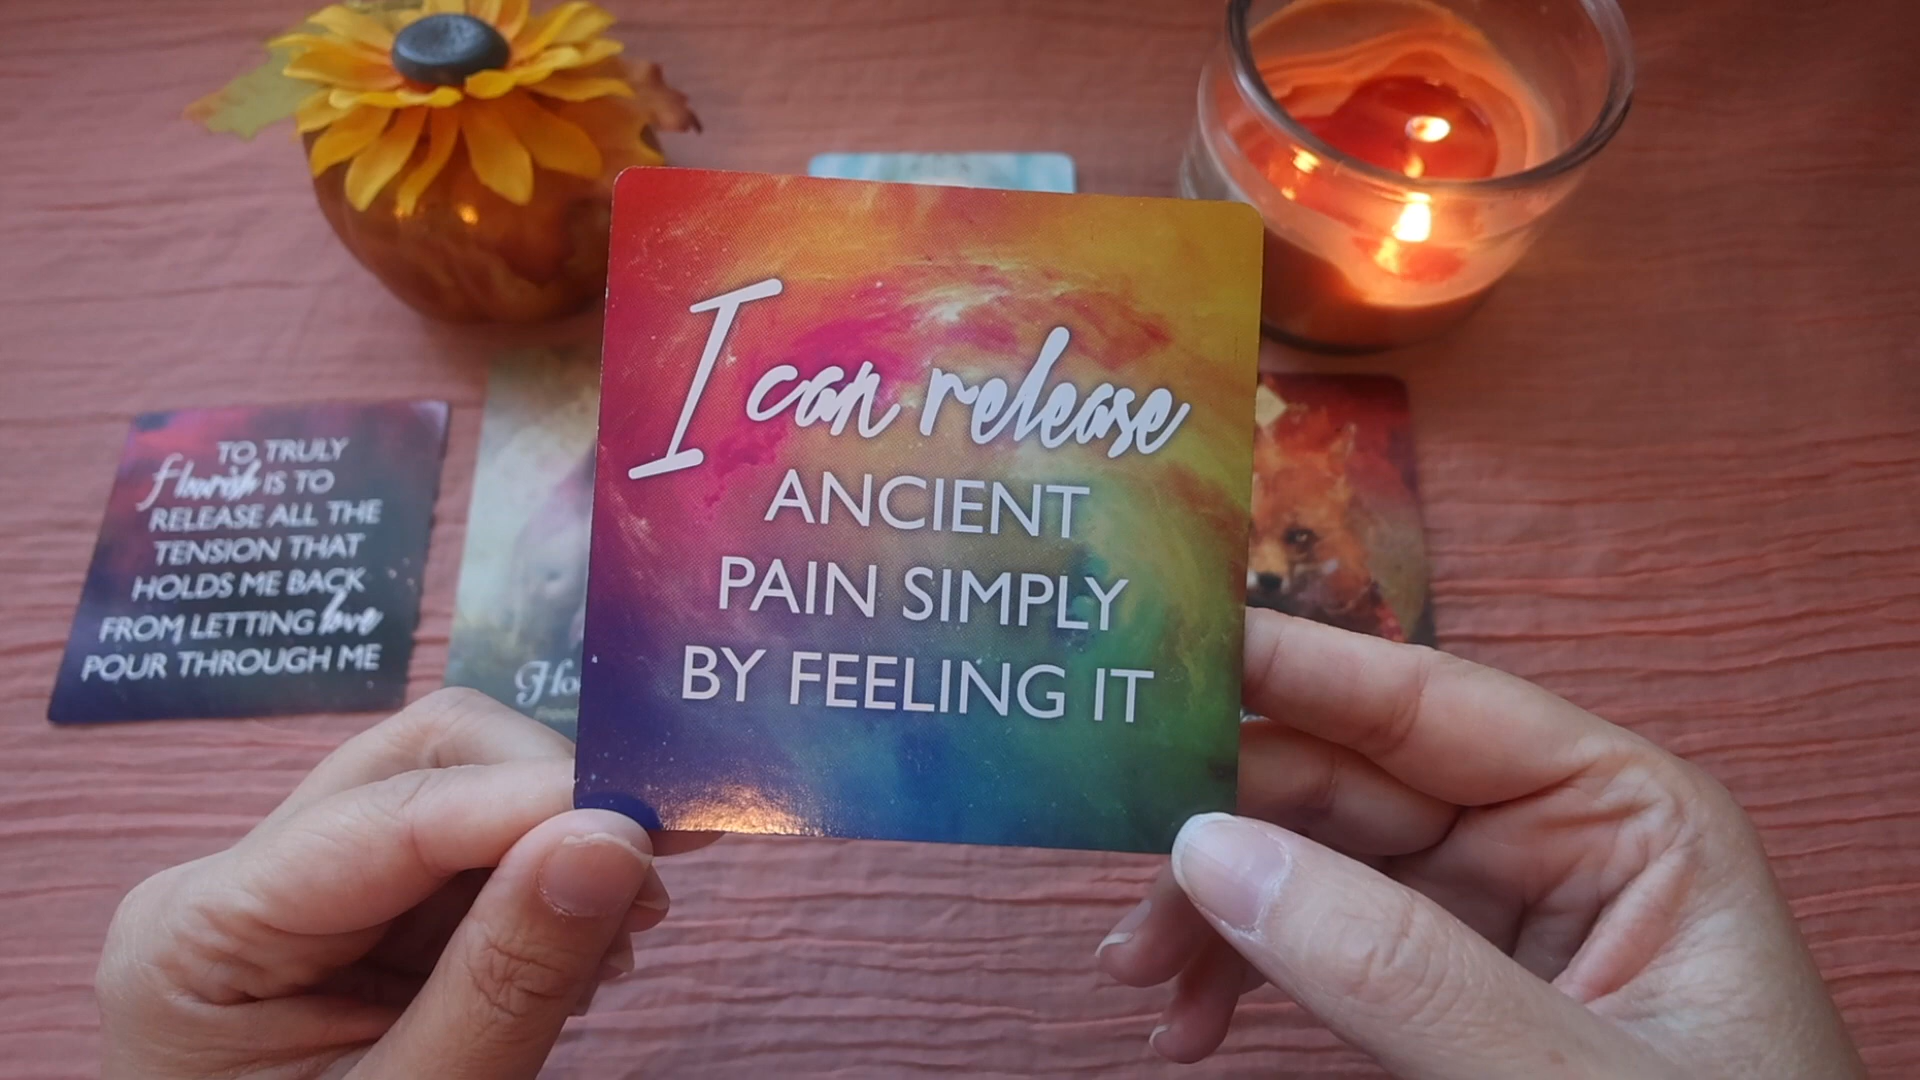 I can release
ANCIENT
PAIN SIMPLY
BY FEELING IT
TO TRULY
flourish IS TO
RELEASE ALL THE
TENSION THAT
HOLDS ME BACK
FROM LETTING love
POUR THROUGH ME